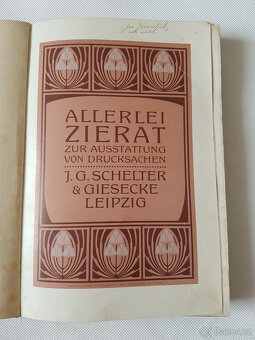 ALLERLEI
ZIERAT
ZUR AUSSTATTUNG
VON DRUCKSACHEN
J. G. SCHELTER
& GIESECKE
LEIPZIG